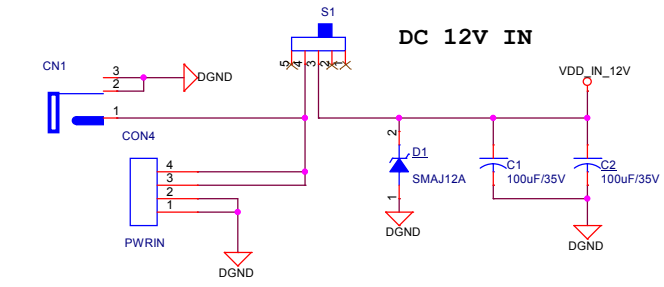 S1
DC 12V IN
5
4
3
2
1
CN1
3
2
DGND
1
VDD_IN_12V
CON4
4
3
2
1
PWRIN
DGND
2
D1
SMAJ12A
1
DGND
C1
100uF/35V
C2
100uF/35V
DGND